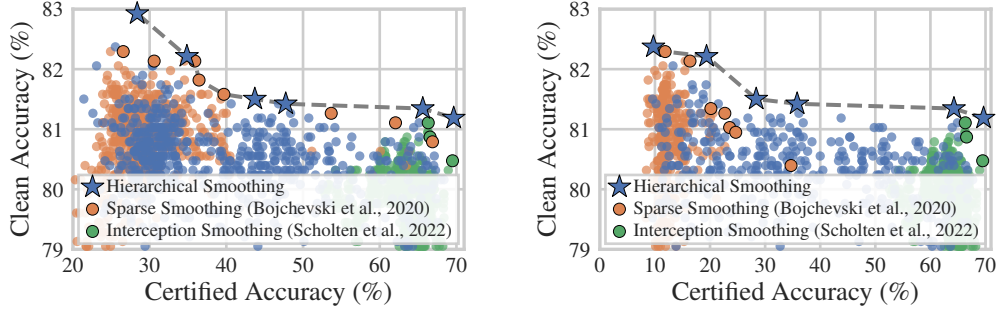 Clean Accuracy (%)
83
82
81
80
79
Hierarchical Smoothing
Sparse Smoothing (Bojchevski et al., 2020)
Interception Smoothing (Scholten et al., 2022)
20 30 40 50 60 70
Certified Accuracy (%)
Clean Accuracy (%)
83
82
81
80
79
Hierarchical Smoothing
Sparse Smoothing (Bojchevski et al., 2020)
Interception Smoothing (Scholten et al., 2022)
0 10 20 30 40 50 60 70
Certified Accuracy (%)